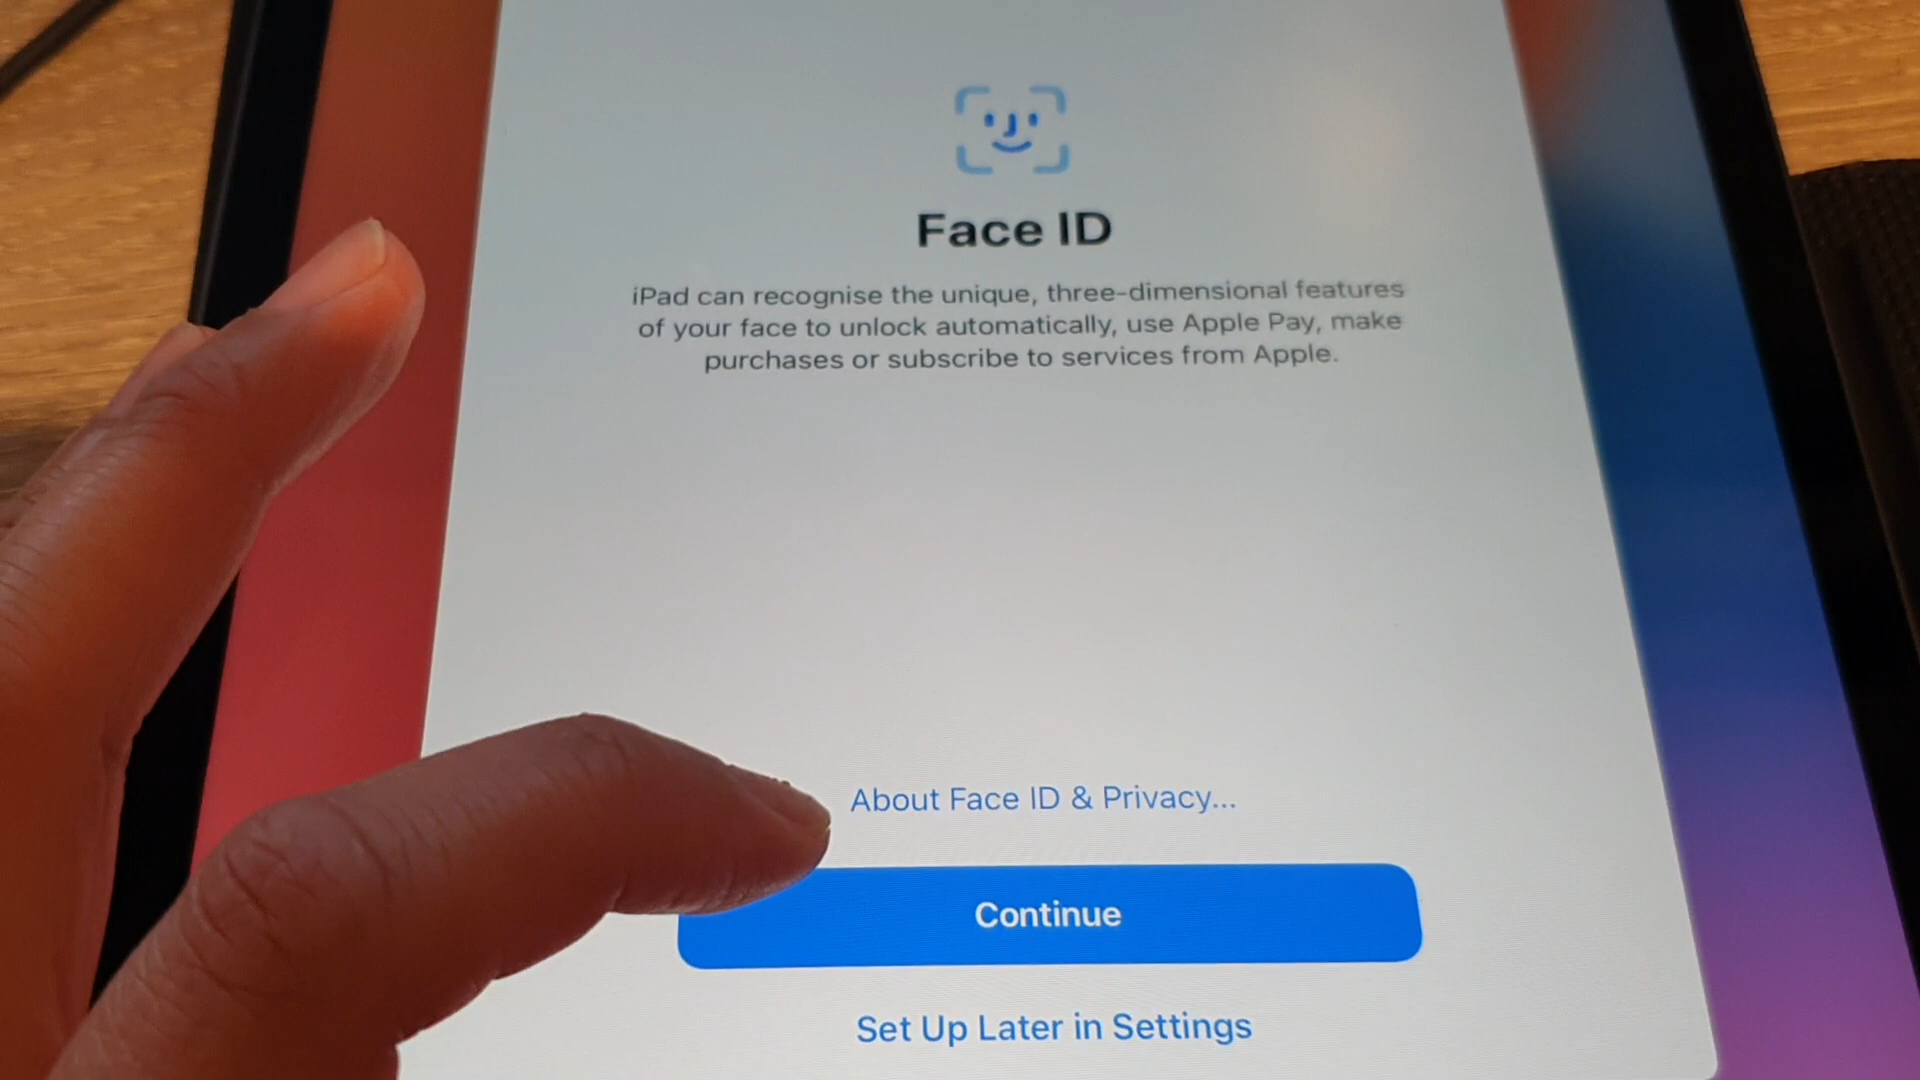 Face ID
iPad can recognise the unique, three-dimensional features
of your face to unlock automatically, use Apple Pay, make
purchases or subscribe to services from Apple.
About Face ID & Privacy...
Continue
Set Up Later in Settings